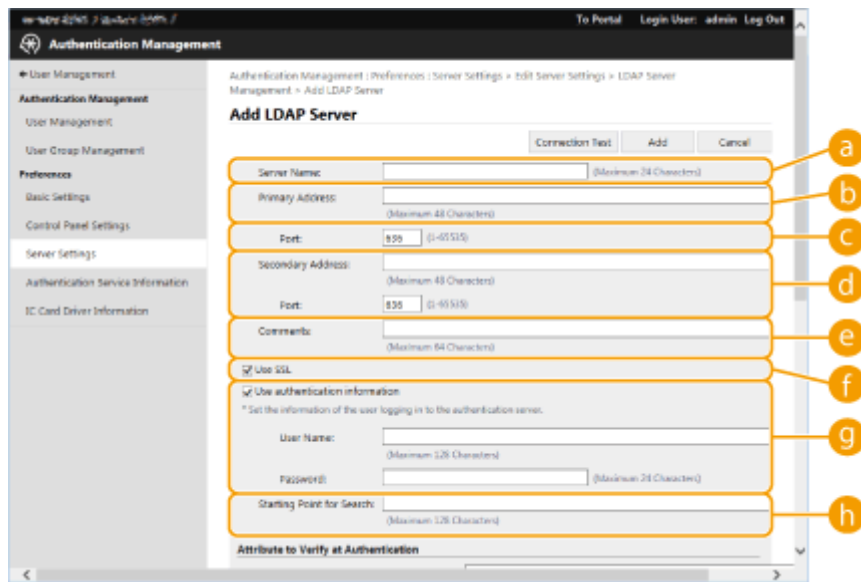 To Portal Login User: admin Log Out
Authentication Management
User Management
Authentication Management : Preferences : Server Settings > Edit Server Settings > LDAP Server
Management > Add LDAP Server
Authentication Management
User Management
User Group Management
Preferences
Basic Settings
Control Panel Settings
Server Settings
Authentication Service Information
IC Card Driver Information
Add LDAP Server
Connection Test Add Cancel
Server Name: (Maximum 24 Characters) a
Primary Address: b
(Maximum 48 Characters)
Port: 636 (1-65535) c
Secondary Address:
(Maximum 48 Characters) d
Port: 636 (1-65535)
Comments: e
(Maximum 64 Characters)
Use SSL f
Use authentication information
* Set the information of the user logging in to the authentication server.
User Name: g
(Maximum 128 Characters)
Password: (Maximum 24 Characters)
Starting Point for Search: h
(Maximum 128 Characters)
Attribute to Verify at Authentication